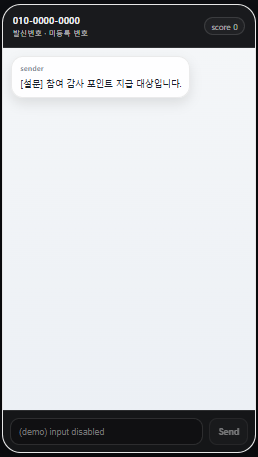 010-0000-0000
발신번호 · 미등록 번호
score 0
sender
[설문] 참여 감사 포인트 지급 대상입니다.
(demo) input disabled
Send